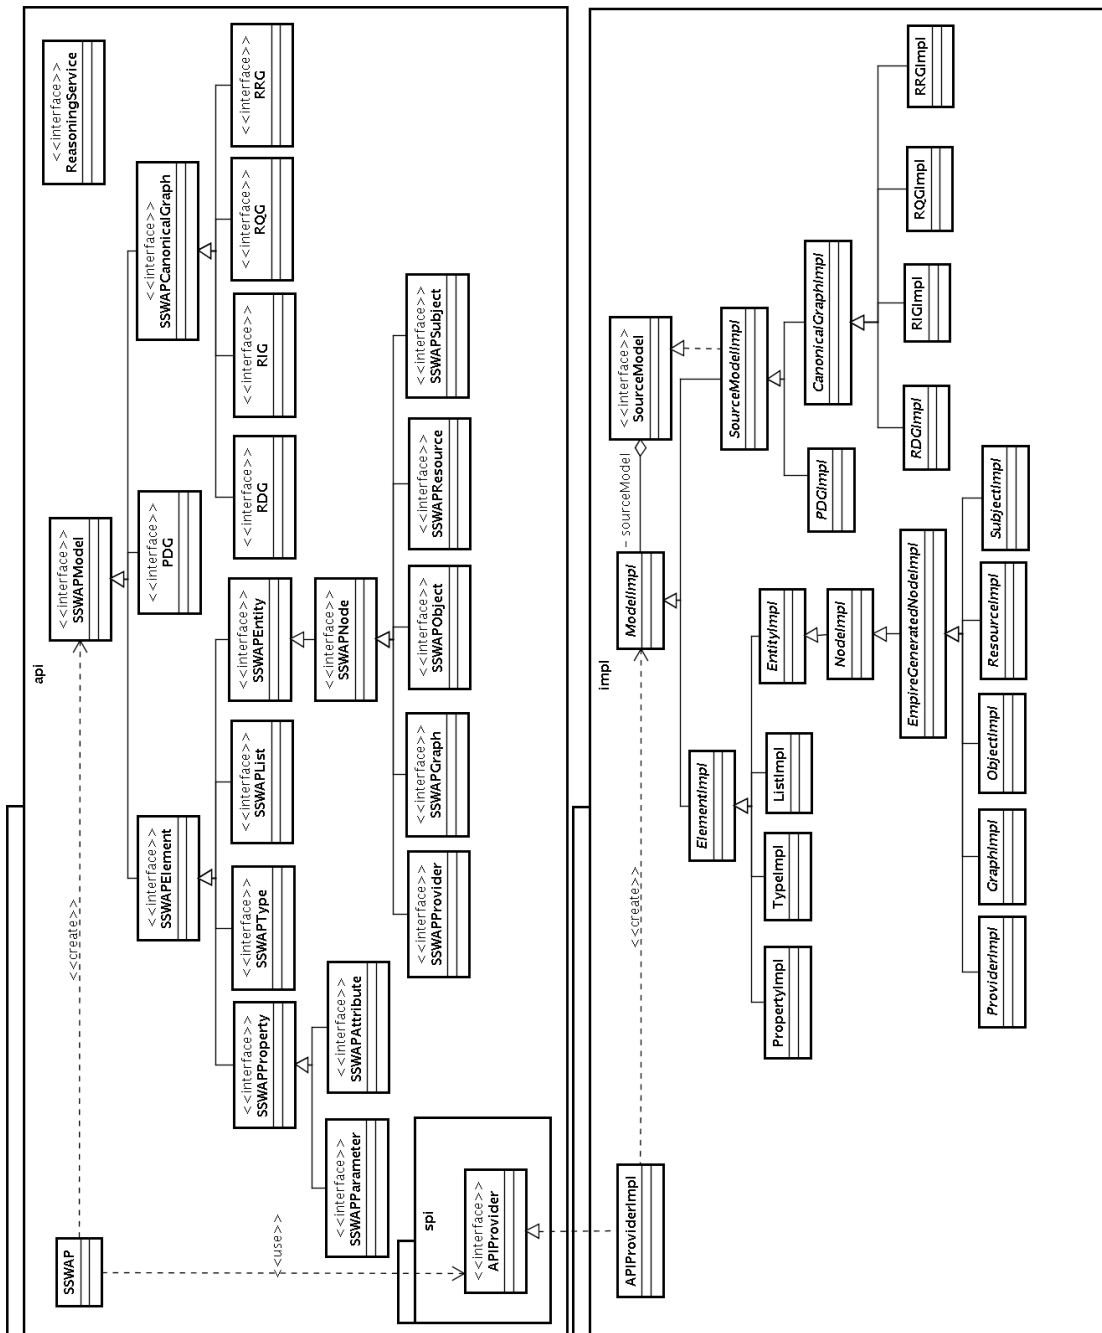 api
SSWAP
<<interface>>
SSWAPModel
<<interface>>
ReasoningService
<<create>>
<<interface>>
SSWAPElement
<<interface>>
PDG
<<interface>>
SSWAPCanonicalGraph
<<interface>>
SSWAPProperty
<<interface>>
SSWAPType
<<interface>>
SSWAPList
<<interface>>
SSWAPEntity
<<interface>>
RDG
<<interface>>
RIG
<<interface>>
RQG
<<interface>>
RRG
<<use>>
<<interface>>
SSWAPParameter
<<interface>>
SSWAPAttribute
<<interface>>
SSWAPNode
<<interface>>
SSWAPProvider
<<interface>>
SSWAPGraph
<<interface>>
SSWAPObject
<<interface>>
SSWAPResource
<<interface>>
SSWAPSubject
spi
<<interface>>
APIProvider
impl
APIProviderImpl
<<create>>
ModelImpl
- sourceModel
<<interface>>
SourceModel
ElementImpl
SourceModelImpl
PropertyImpl
TypeImpl
ListImpl
EntityImpl
PDGImpl
CanonicalGraphImpl
NodeImpl
EmpireGeneratedNodeImpl
RDGImpl
RIGImpl
RQGImpl
RRGImpl
ProviderImpl
GraphImpl
ObjectImpl
ResourceImpl
SubjectImpl